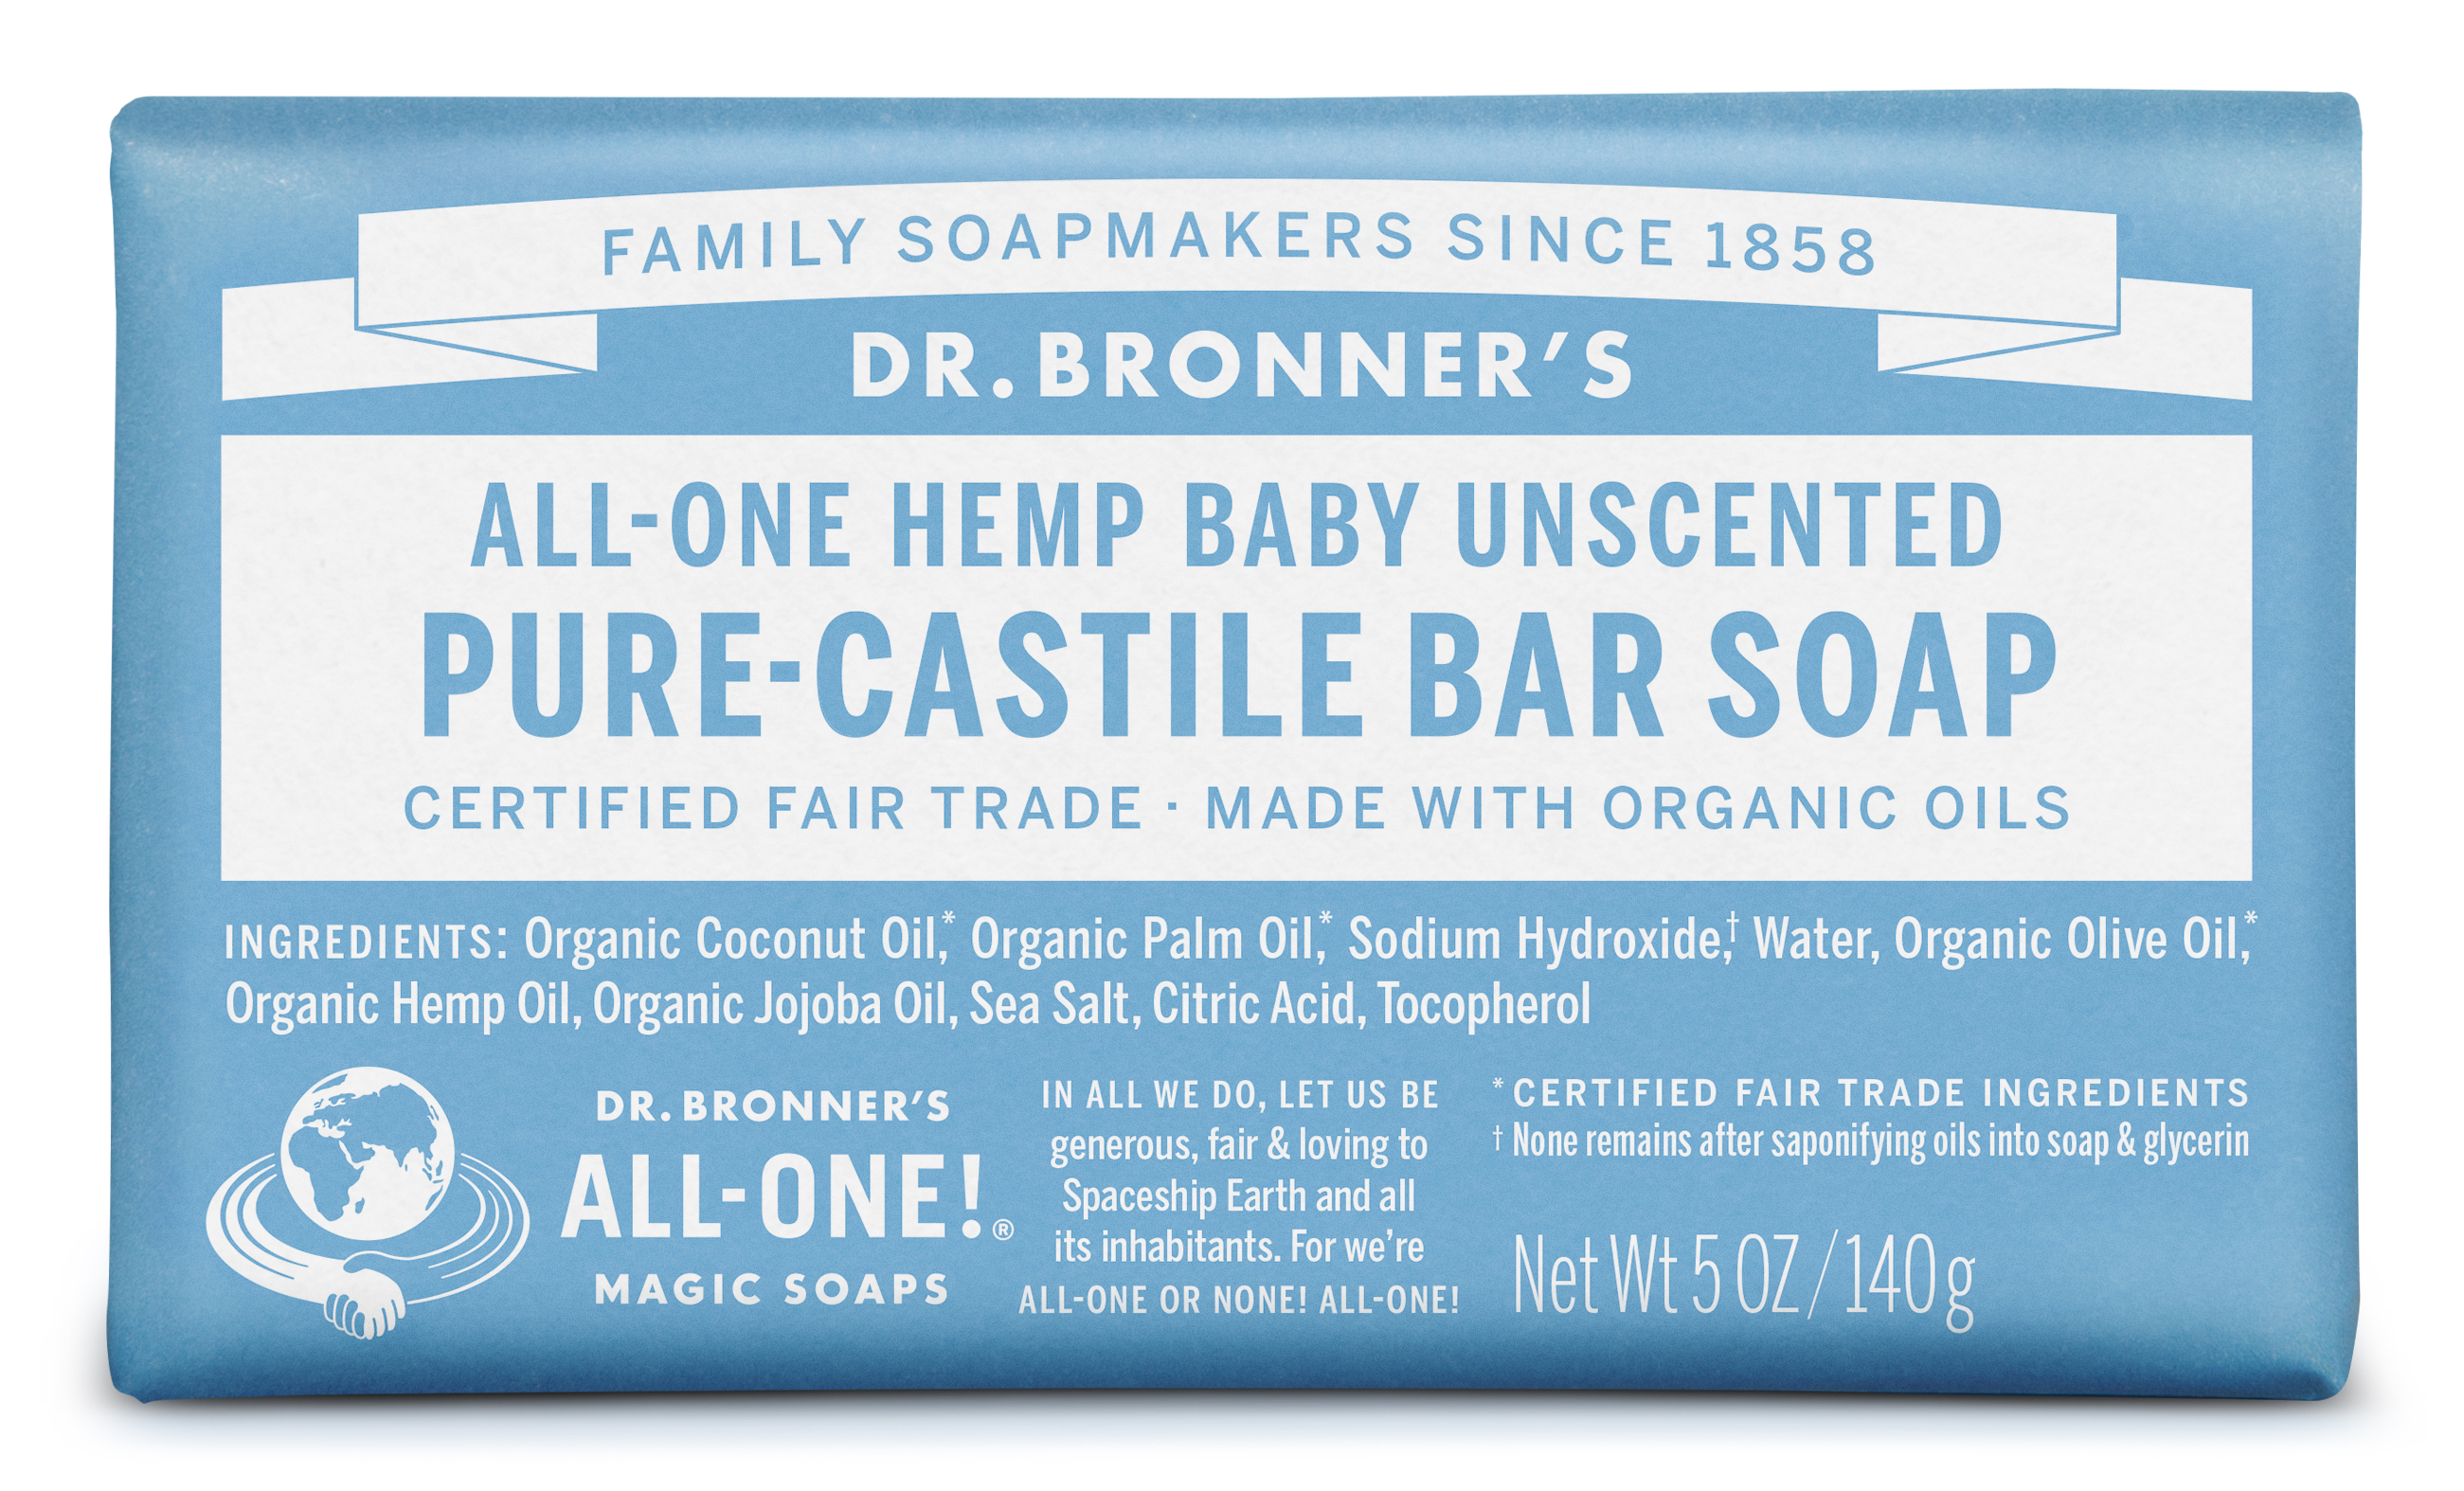 FAMILY SOAPMAKERS SINCE 1858
DR. BRONNER'S
ALL-ONE HEMP BABY UNSCENTED
PURE-CASTILE BAR SOAP
CERTIFIED FAIR TRADE · MADE WITH ORGANIC OILS
INGREDIENTS: Organic Coconut Oil,* Organic Palm Oil,* Sodium Hydroxide,† Water, Organic Olive Oil,*
Organic Hemp Oil, Organic Jojoba Oil, Sea Salt, Citric Acid, Tocopherol
DR. BRONNER'S
ALL-ONE!®
MAGIC SOAPS
IN ALL WE DO, LET US BE
generous, fair & loving to
Spaceship Earth and all
its inhabitants. For we're
ALL-ONE OR NONE! ALL-ONE!
* CERTIFIED FAIR TRADE INGREDIENTS
† None remains after saponifying oils into soap & glycerin
Net Wt 5 OZ/140g